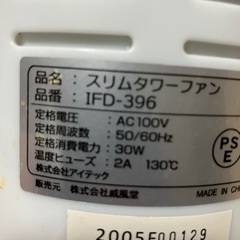 品名：スリムタワーファン
品番：IFD-396
定格電圧：AC100V
定格周波数：50/60Hz
定格消費電力：30W
温度ヒューズ：2A 130℃
株式会社アイテック
販売元 株式会社威風堂
PS
E
MADE IN CHINA
2005F00129